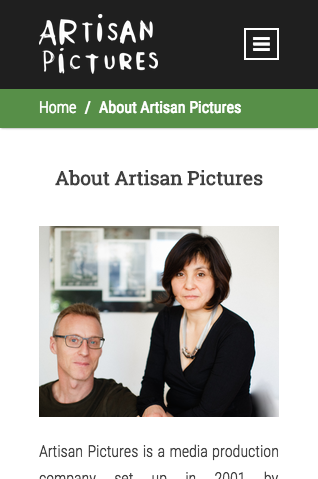 ARTiSAN
PiCTURES
Home / About Artisan Pictures
About Artisan Pictures
Artisan Pictures is a media production
company set up in 2001 by